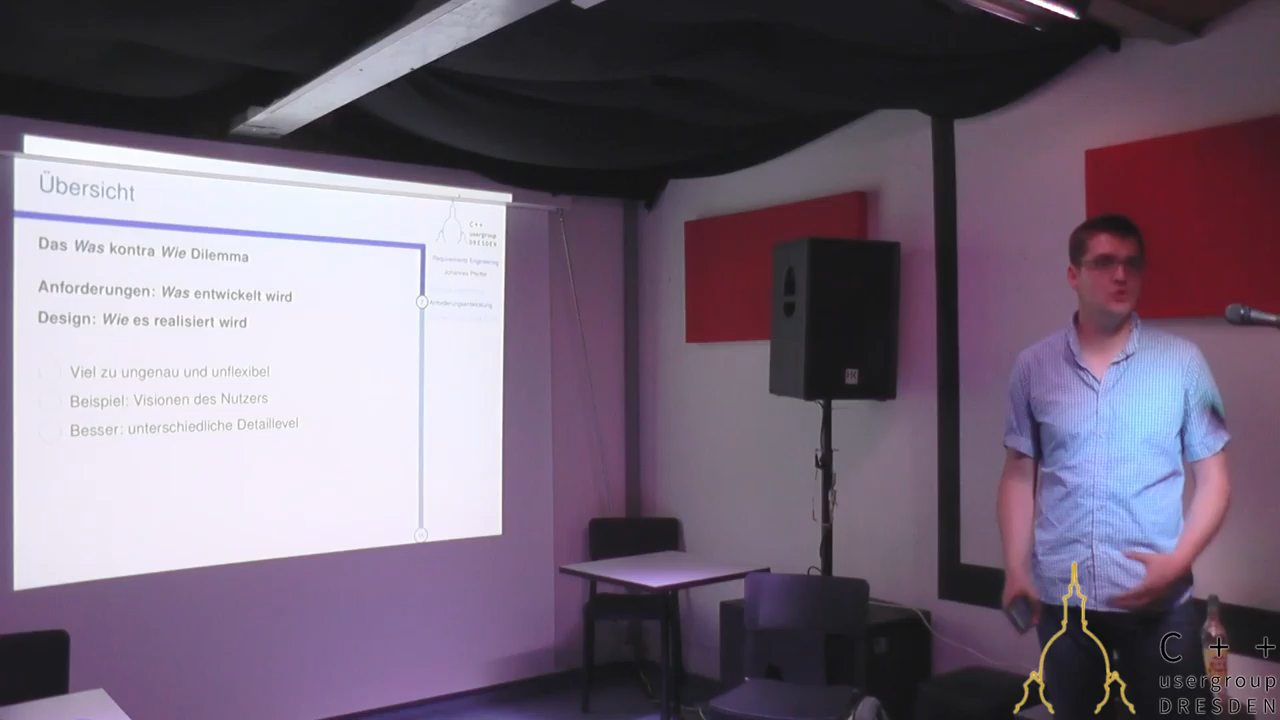 Übersicht
Das Was kontra Wie Dilemma
Anforderungen: Was entwickelt wird
Design: Wie es realisiert wird
Viel zu ungenau und unflexibel
Beispiel: Visionen des Nutzers
Besser: unterschiedliche Detaillevel
C++
usergroup
DRESDEN
Requirements Engineering
Johannes Pfeffer
Anforderungsentwicklung
C++
usergroup
DRESDEN